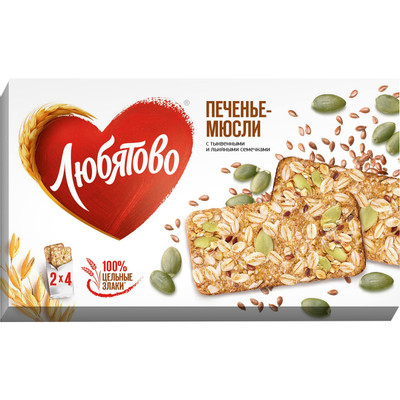 Любятово
®
ПЕЧЕНЬЕ-
МЮСЛИ
с тыквенными
и льняными семечками
2 x 4
100%
ЦЕЛЬНЫЕ
ЗЛАКИ*